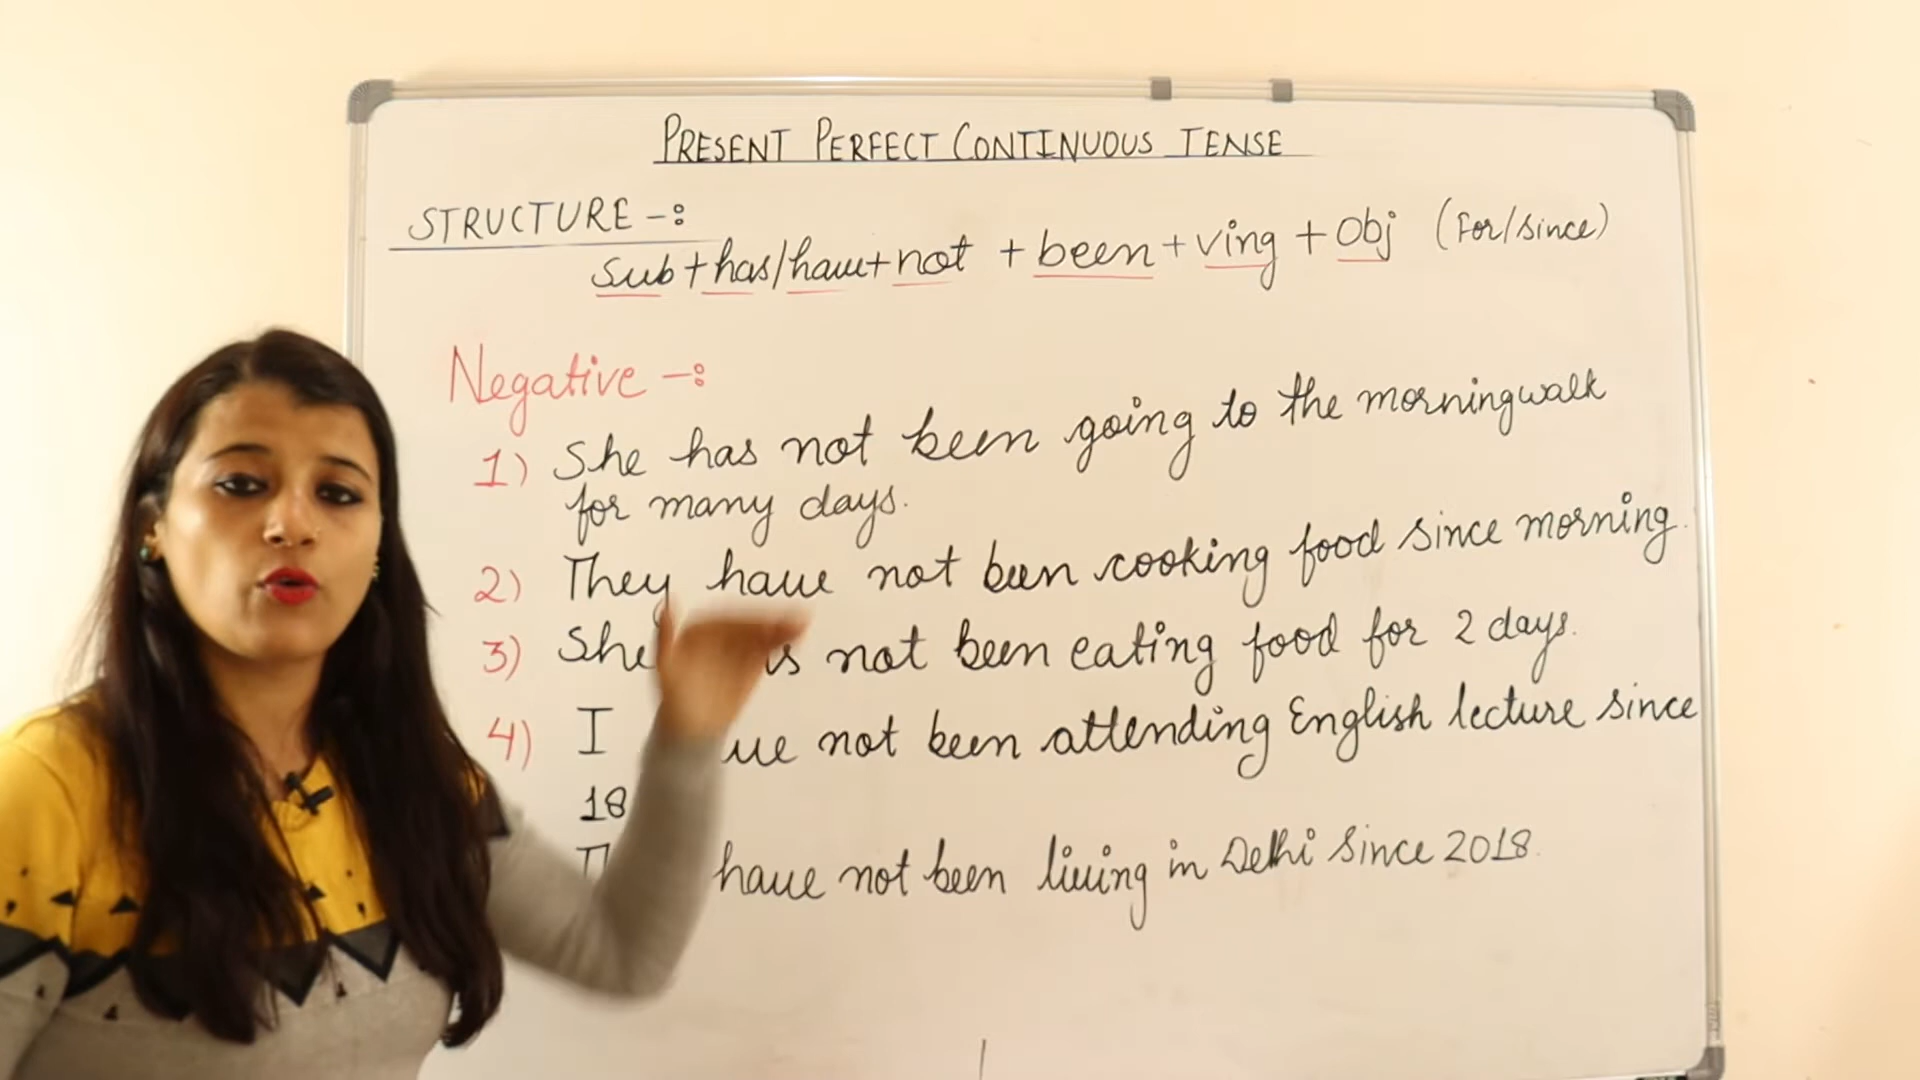 PRESENT PERFECT CONTINUOUS TENSE
STRUCTURE -:
sub + has/have + not + been + ving + obj (for/since)
Negative -:
1) She has not been going to the morning walk
for many days.
2) They have not been cooking food since morning.
3) She not been eating food for 2 days.
4) I not been attending English lecture since
18
have not been living in Delhi since 2018.